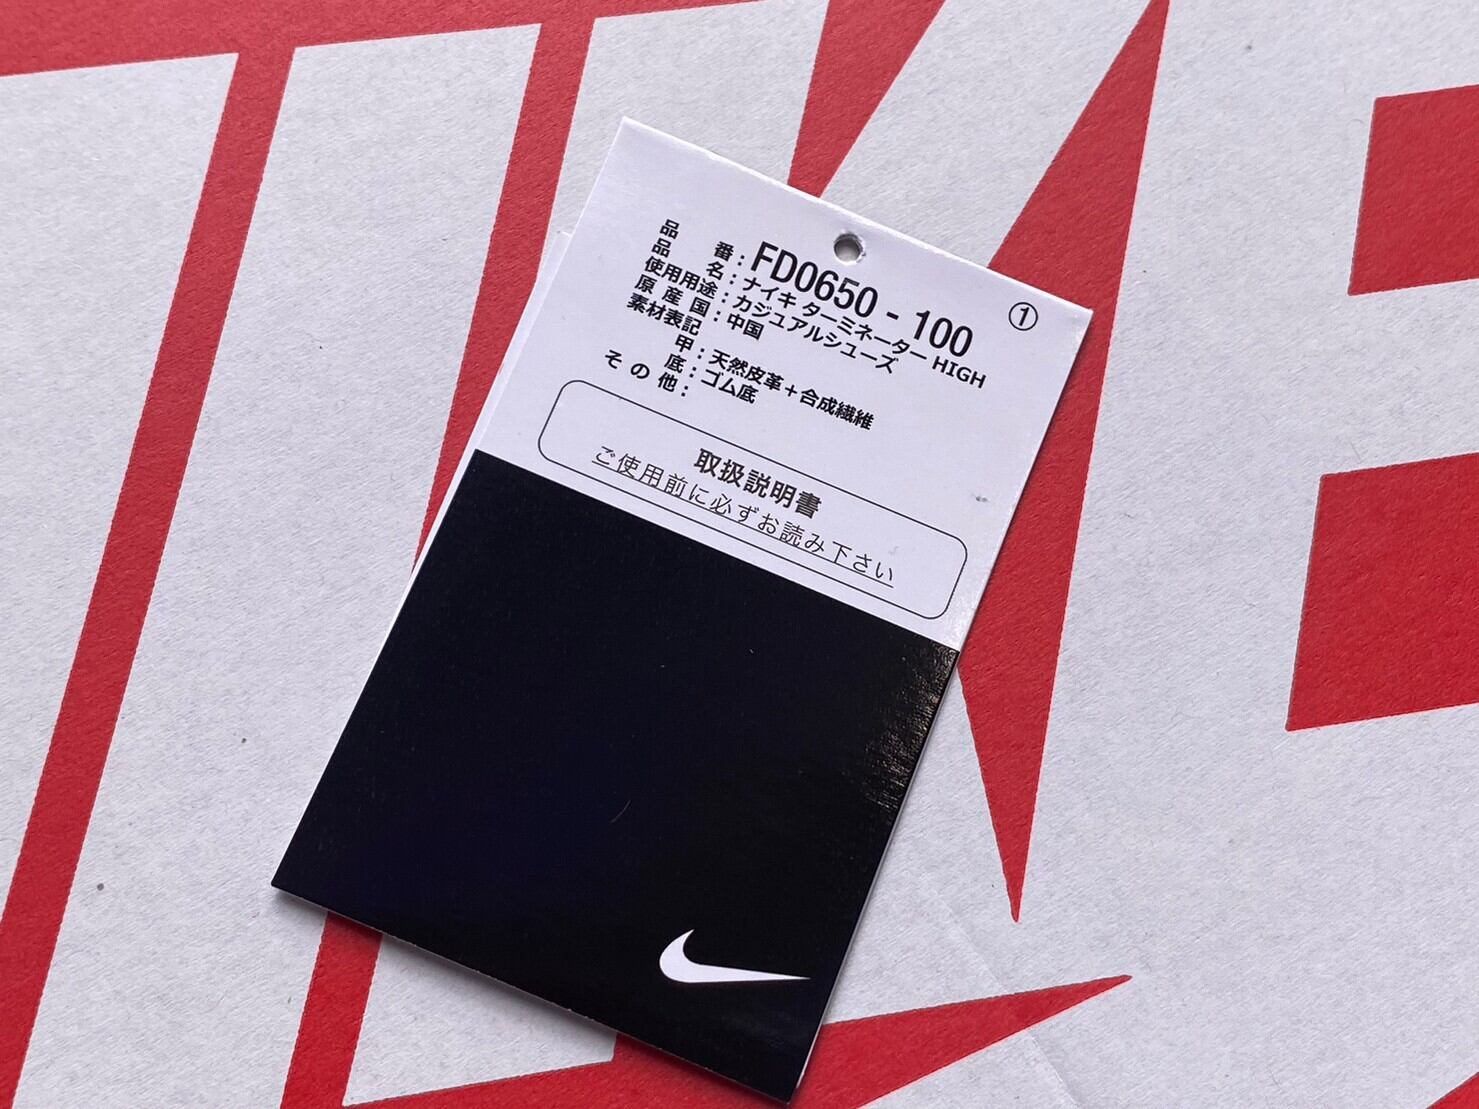 ①
品番：FD0650 - 100
品名：ナイキ ターミネーター HIGH
使用用途：カジュアルシューズ
原産国：中国
素材表記
甲：天然皮革＋合成繊維
底：ゴム底
その他：
取扱説明書
ご使用前に必ずお読み下さい